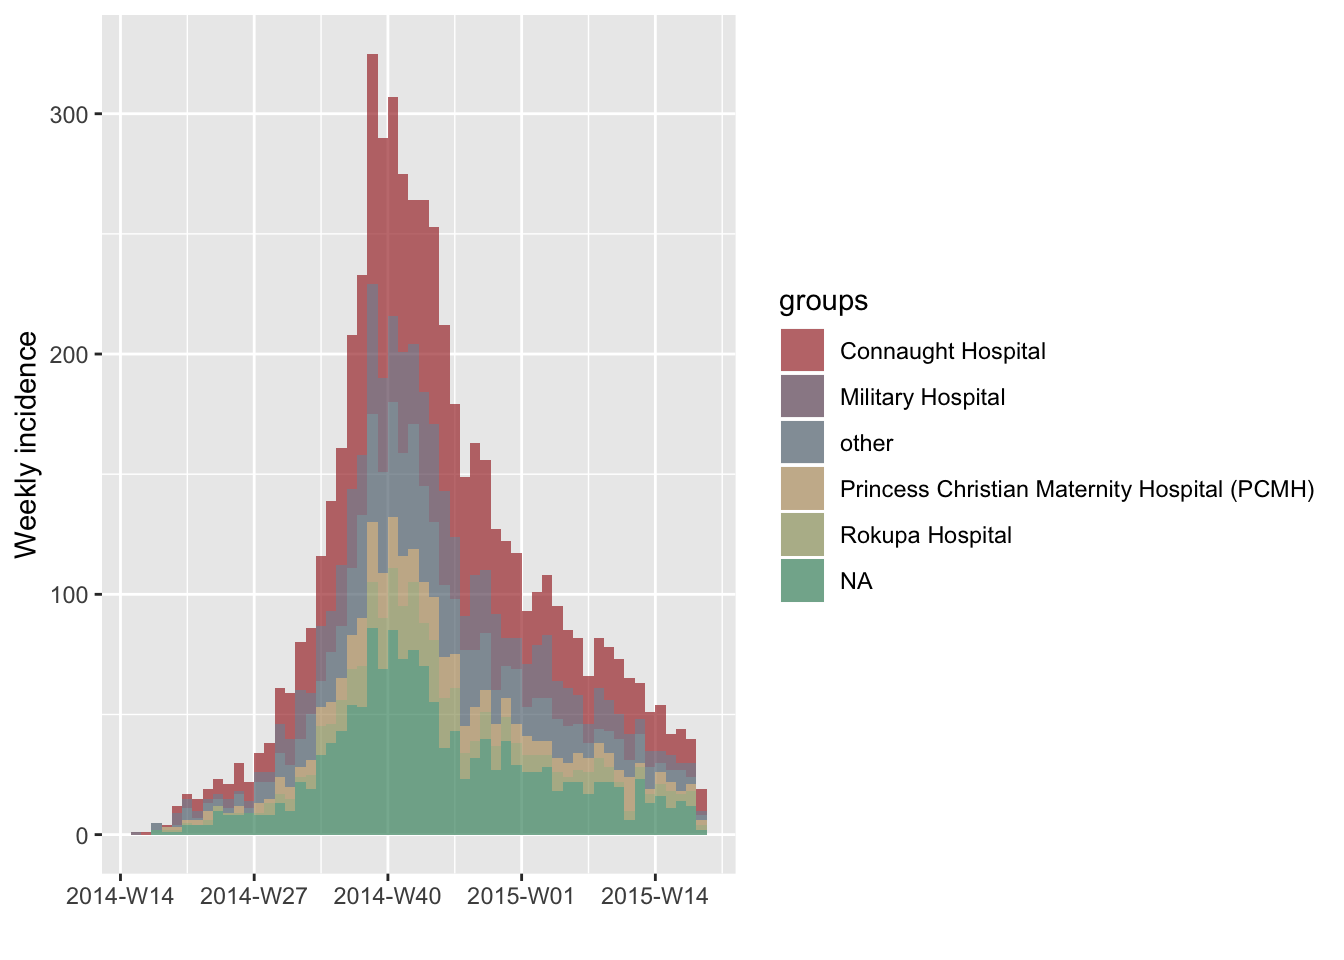 Weekly incidence
300
200
100
0
2014-W14
2014-W27
2014-W40
2015-W01
2015-W14
groups
Connaught Hospital
Military Hospital
other
Princess Christian Maternity Hospital (PCMH)
Rokupa Hospital
NA